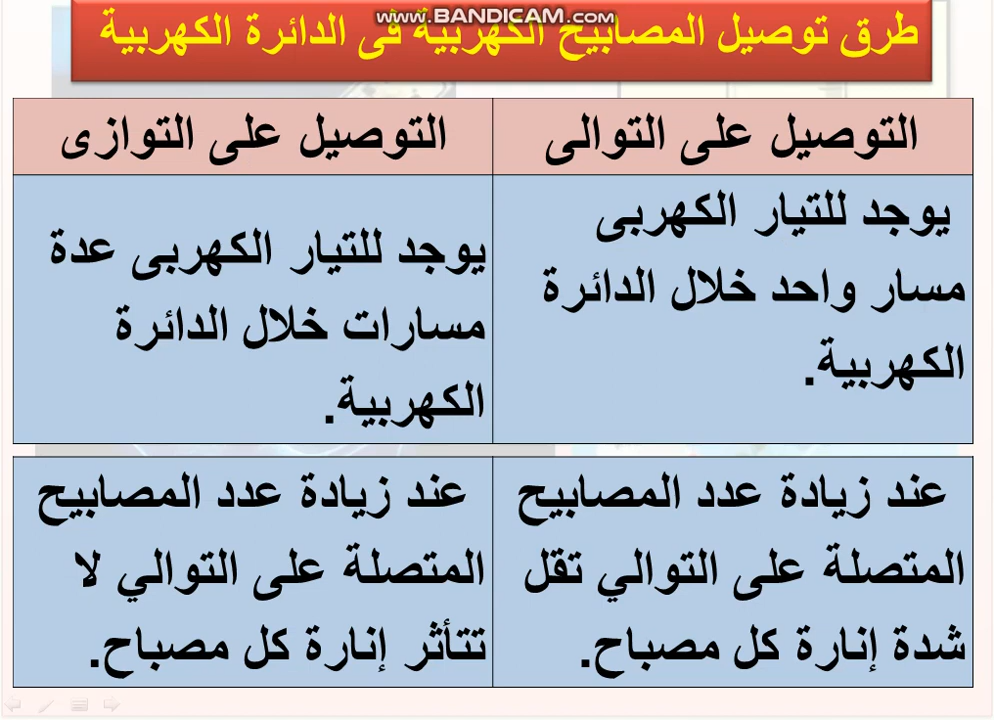 www.BANDICAM.com
طرق توصيل المصابيح الكهربية فى الدائرة الكهربية
التوصيل على التوالى
التوصيل على التوازى
يوجد للتيار الكهربى
مسار واحد خلال الدائرة
الكهربية.
يوجد للتيار الكهربى عدة
مسارات خلال الدائرة
الكهربية.
عند زيادة عدد المصابيح
المتصلة على التوالي تقل
شدة إنارة كل مصباح.
عند زيادة عدد المصابيح
المتصلة على التوالي لا
تتأثر إنارة كل مصباح.